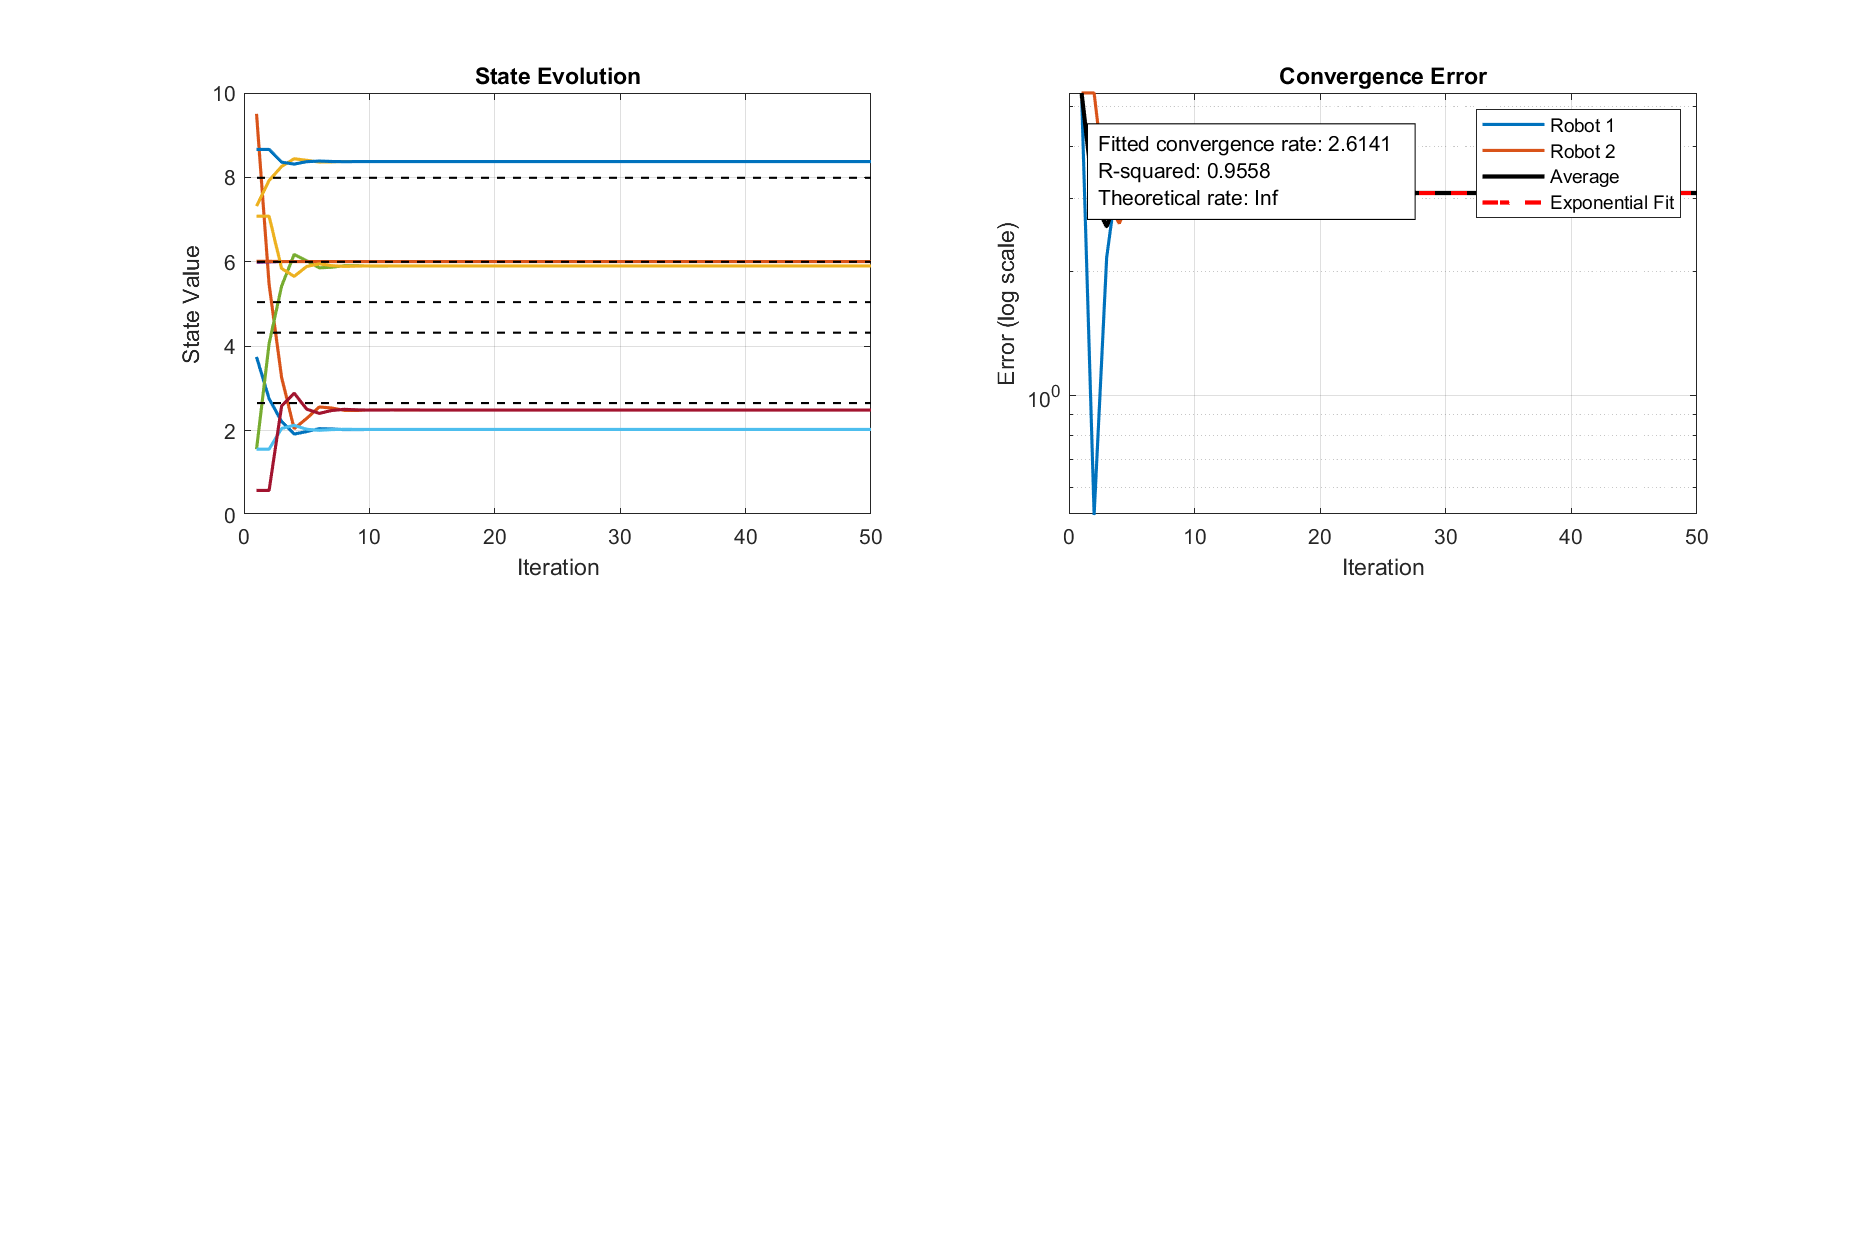 State Evolution
10
8
6
4
2
0
State Value
0 10 20 30 40 50
Iteration
Convergence Error
Fitted convergence rate: 2.6141
R-squared: 0.9558
Theoretical rate: Inf
Robot 1
Robot 2
Average
Exponential Fit
10^0
Error (log scale)
0 10 20 30 40 50
Iteration